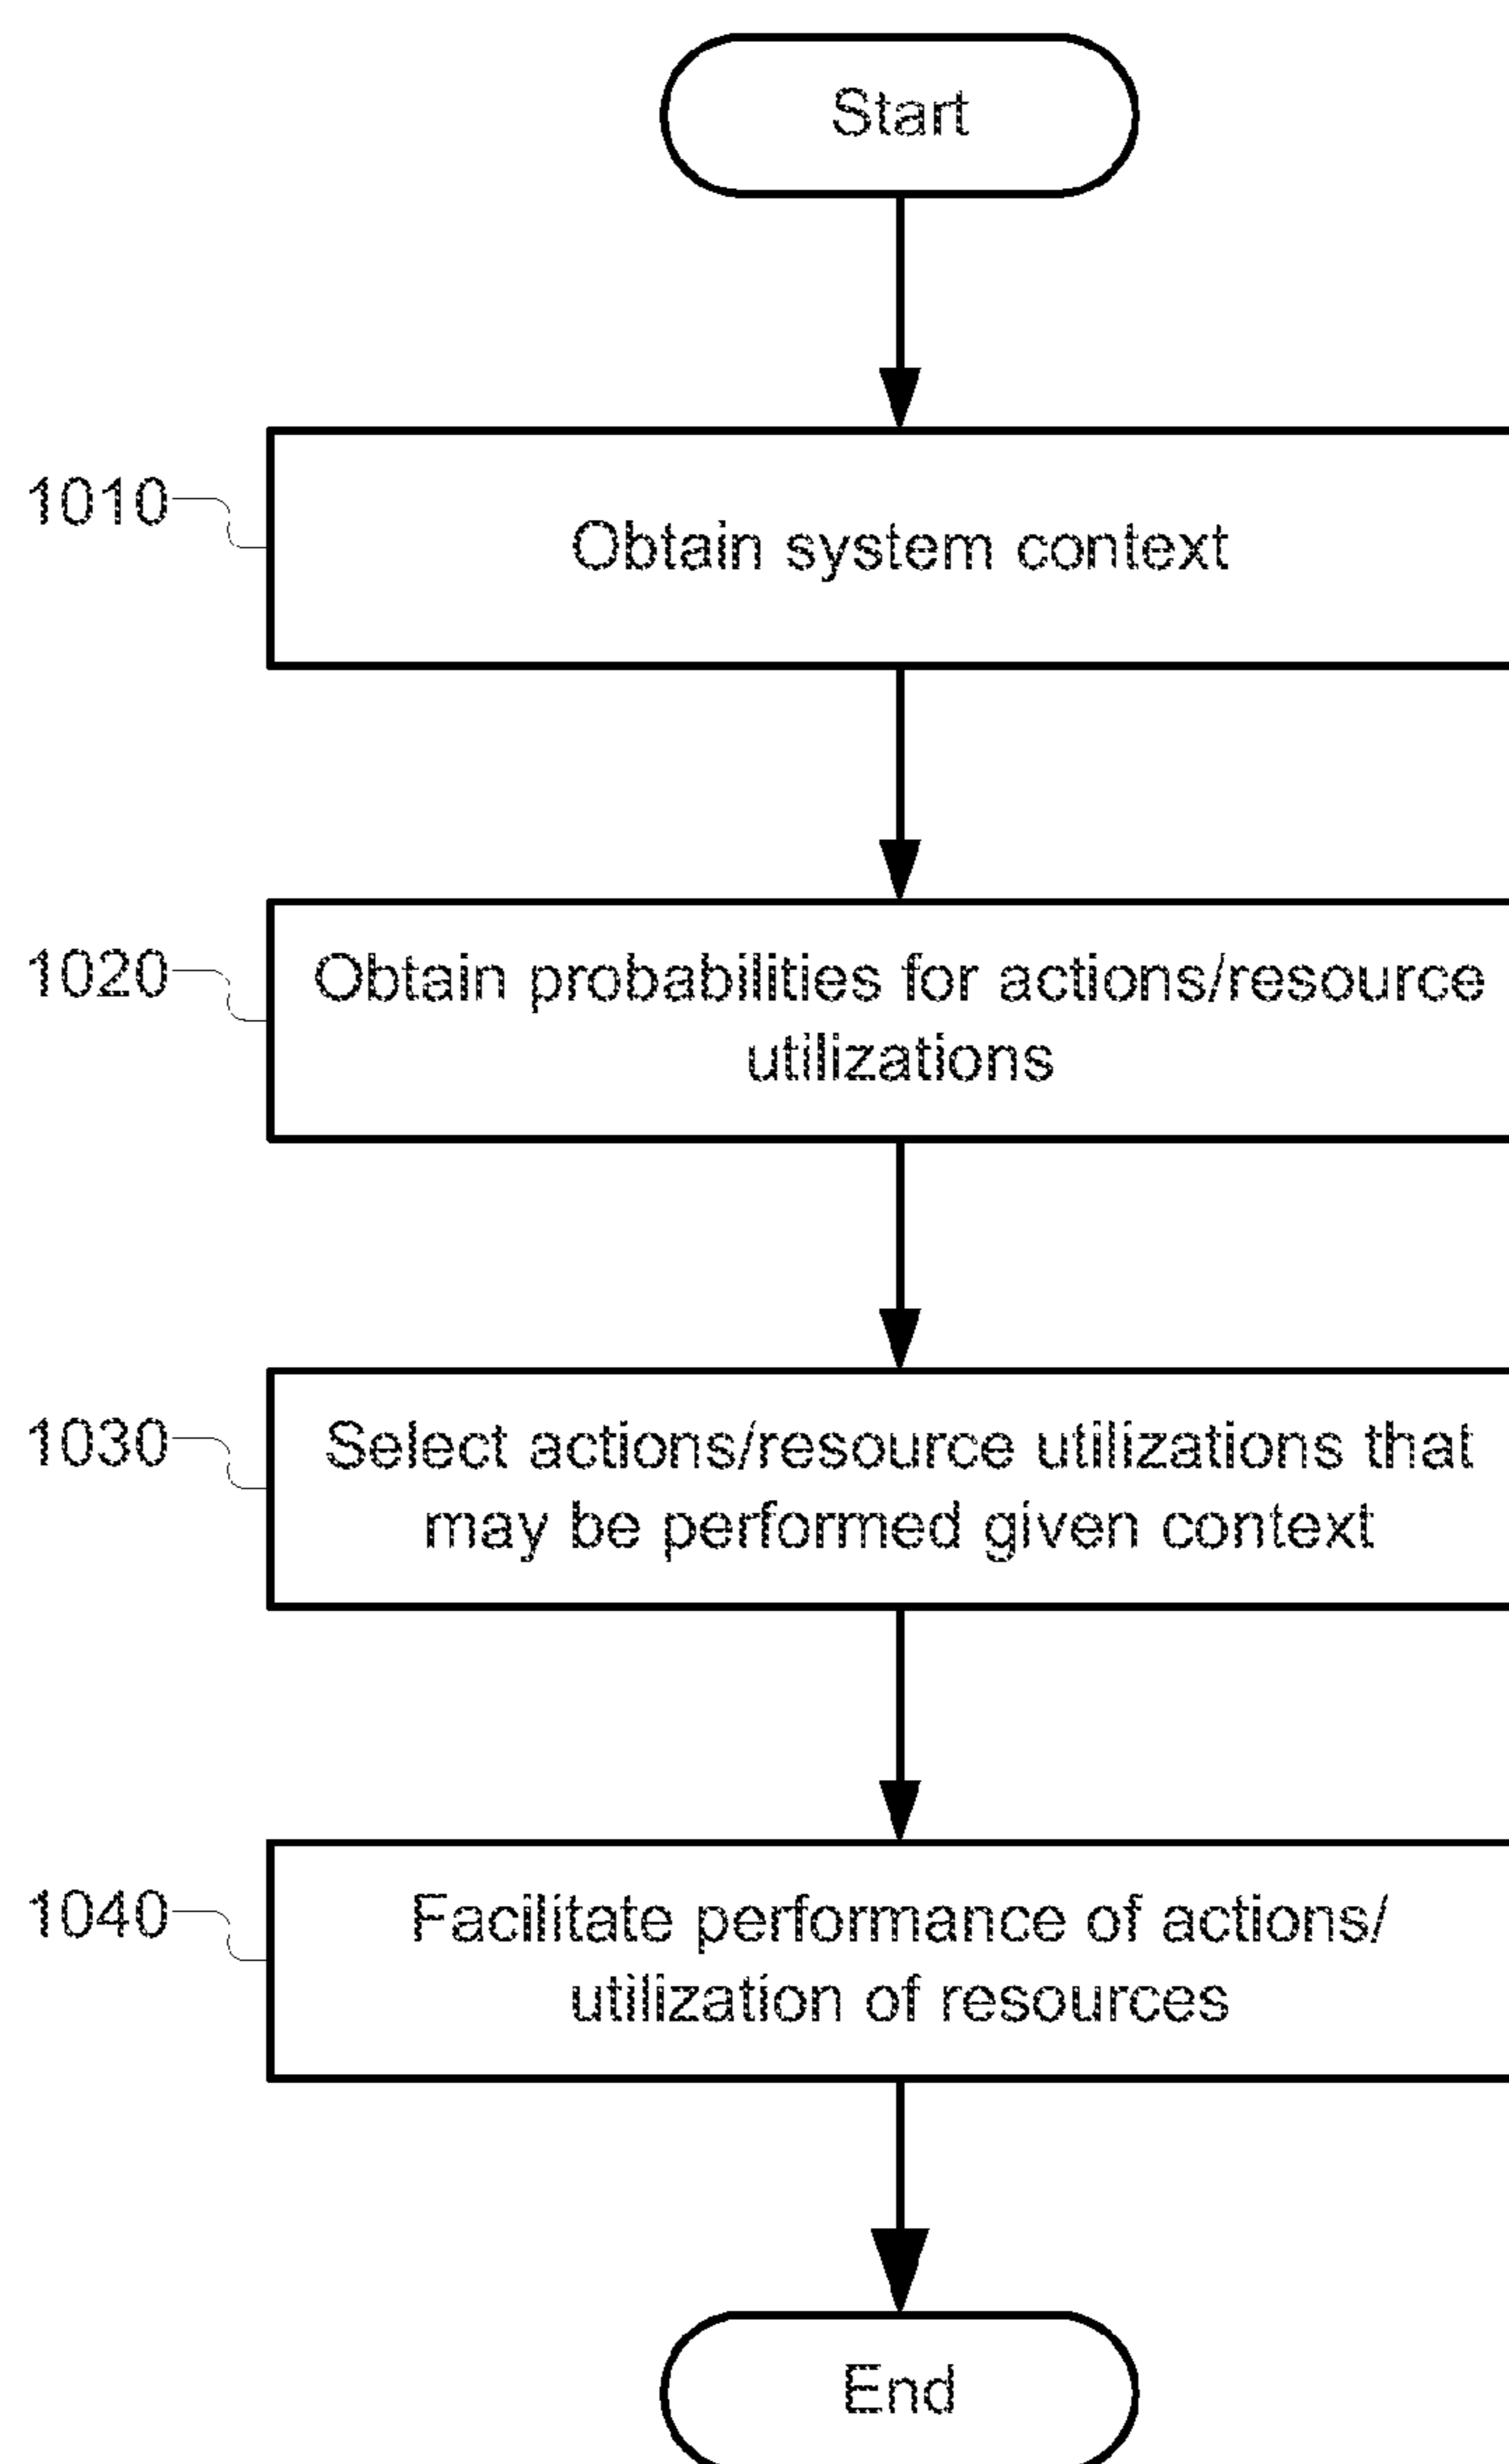 Start
1010
Obtain system context
1020
Obtain probabilities for actions/resource
utilizations
1030
Select actions/resource utilizations that
may be performed given context
1040
Facilitate performance of actions/
utilization of resources
End